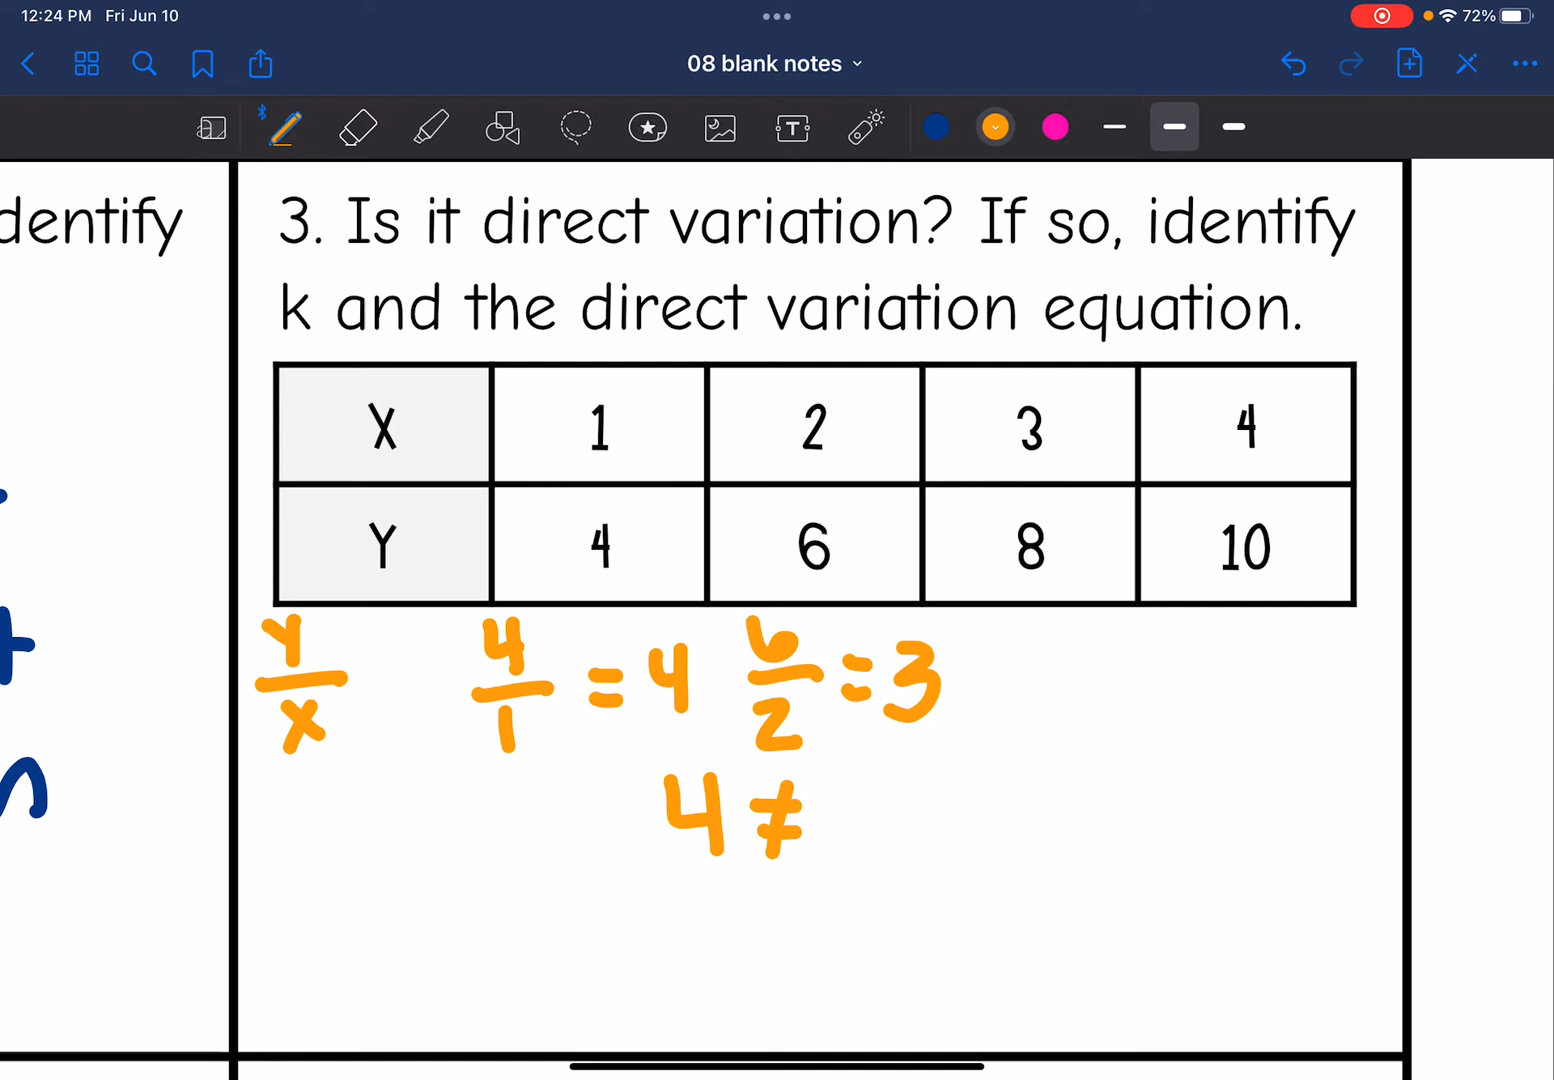 12:24 PM Fri Jun 10
72%
08 blank notes
T
dentify
3. Is it direct variation? If so, identify
k and the direct variation equation.
X 1 2 3 4
Y 4 6 8 10
y/x 4/1 = 4 6/2 = 3
4 ≠